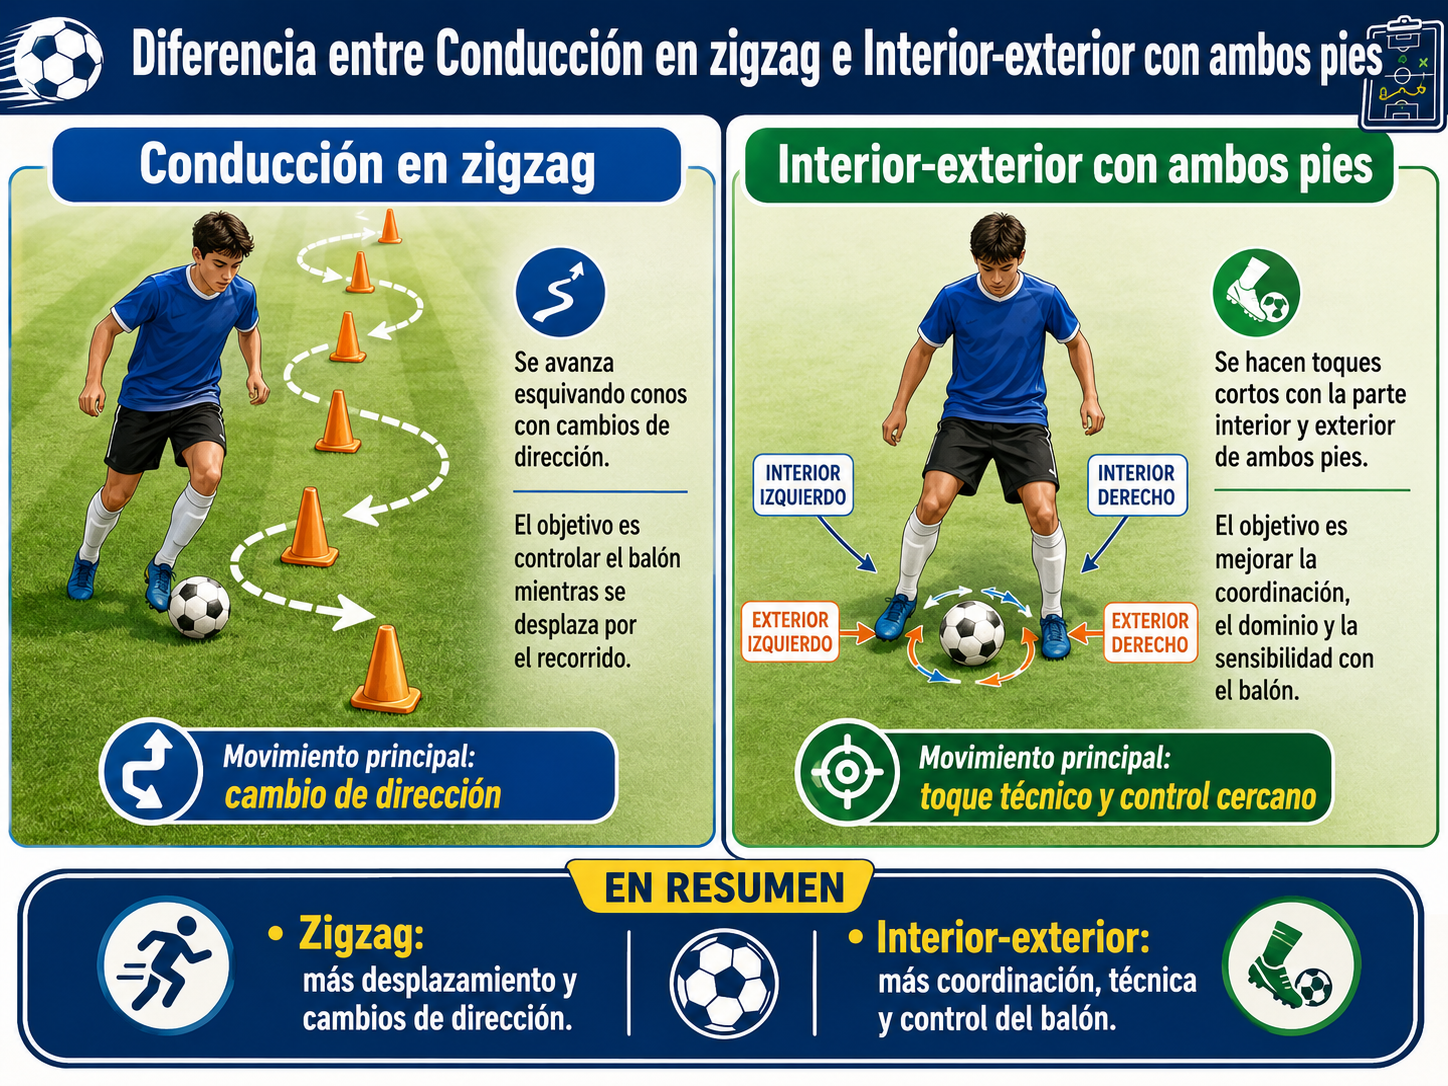 Diferencia entre Conducción en zigzag e Interior-exterior con ambos pies
Conducción en zigzag
Se avanza
esquivando conos
con cambios de
dirección.
El objetivo es
controlar el balón
mientras se
desplaza por
el recorrido.
Movimiento principal:
cambio de dirección
Interior-exterior con ambos pies
Se hacen toques
cortos con la parte
interior y exterior
de ambos pies.
El objetivo es
mejorar la
coordinación,
el dominio y la
sensibilidad con
el balón.
INTERIOR
IZQUIERDO
INTERIOR
DERECHO
EXTERIOR
IZQUIERDO
EXTERIOR
DERECHO
Movimiento principal:
toque técnico y control cercano
EN RESUMEN
• Zigzag:
más desplazamiento y
cambios de dirección.
• Interior-exterior:
más coordinación, técnica
y control del balón.